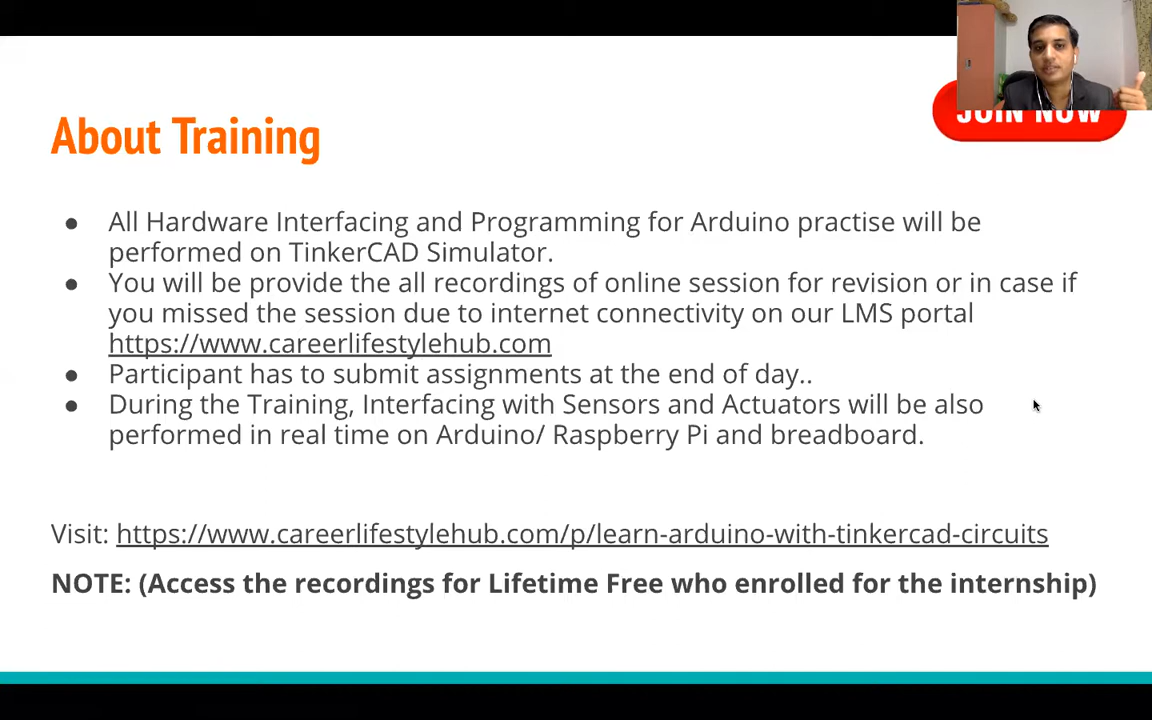 JOIN NOW
About Training
● All Hardware Interfacing and Programming for Arduino practise will be
performed on TinkerCAD Simulator.
● You will be provide the all recordings of online session for revision or in case if
you missed the session due to internet connectivity on our LMS portal
https://www.careerlifestylehub.com
● Participant has to submit assignments at the end of day..
● During the Training, Interfacing with Sensors and Actuators will be also
performed in real time on Arduino/ Raspberry Pi and breadboard.
Visit: https://www.careerlifestylehub.com/p/learn-arduino-with-tinkercad-circuits
NOTE: (Access the recordings for Lifetime Free who enrolled for the internship)